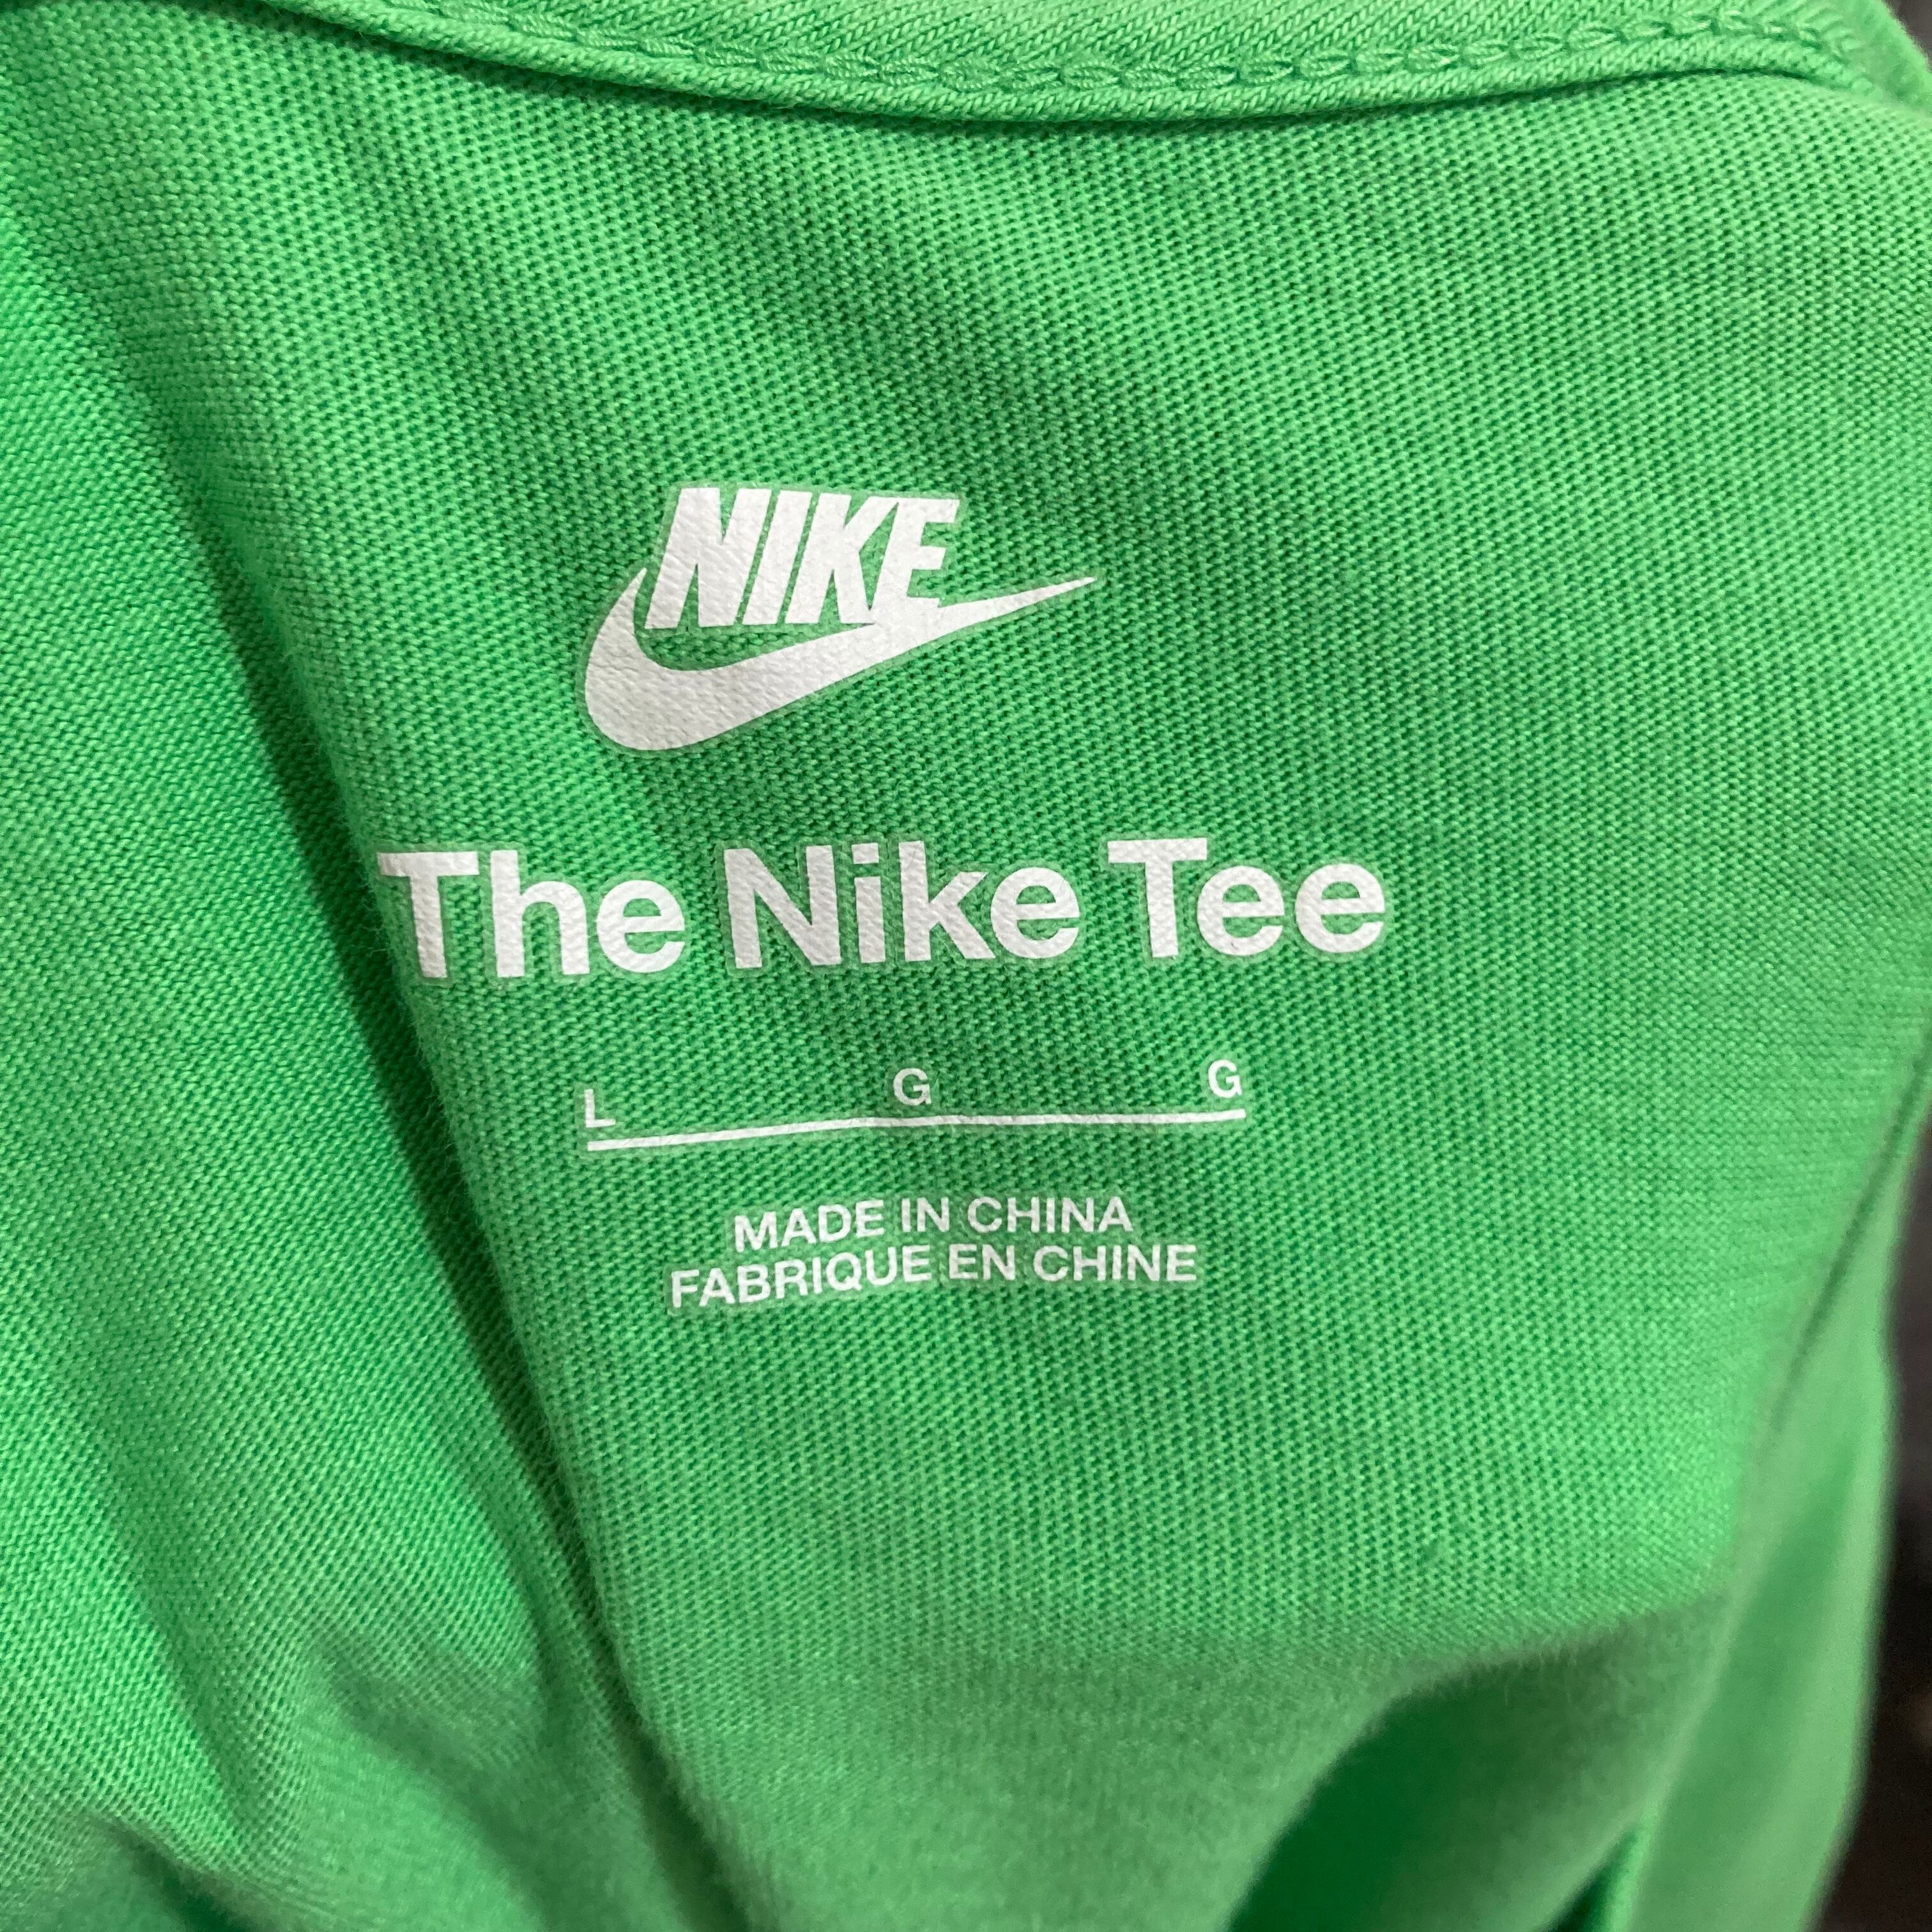 NIKE
The Nike Tee
L G G
MADE IN CHINA
FABRIQUE EN CHINE